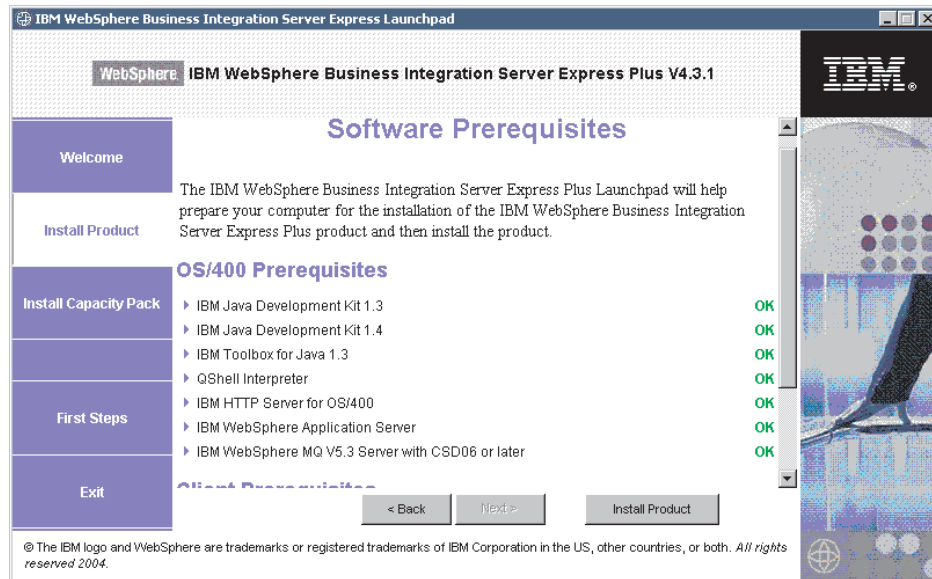 IBM WebSphere Business Integration Server Express Launchpad
WebSphere. IBM WebSphere Business Integration Server Express Plus V4.3.1
IBM®
Welcome
Install Product
Install Capacity Pack
First Steps
Exit
Software Prerequisites
The IBM WebSphere Business Integration Server Express Plus Launchpad will help
prepare your computer for the installation of the IBM WebSphere Business Integration
Server Express Plus product and then install the product.
OS/400 Prerequisites
IBM Java Development Kit 1.3 OK
IBM Java Development Kit 1.4 OK
IBM Toolbox for Java 1.3 OK
QShell Interpreter OK
IBM HTTP Server for OS/400 OK
IBM WebSphere Application Server OK
IBM WebSphere MQ V5.3 Server with CSD06 or later OK
Client Prerequisites
< Back Next > Install Product
© The IBM logo and WebSphere are trademarks or registered trademarks of IBM Corporation in the US, other countries, or both. All rights
reserved 2004.